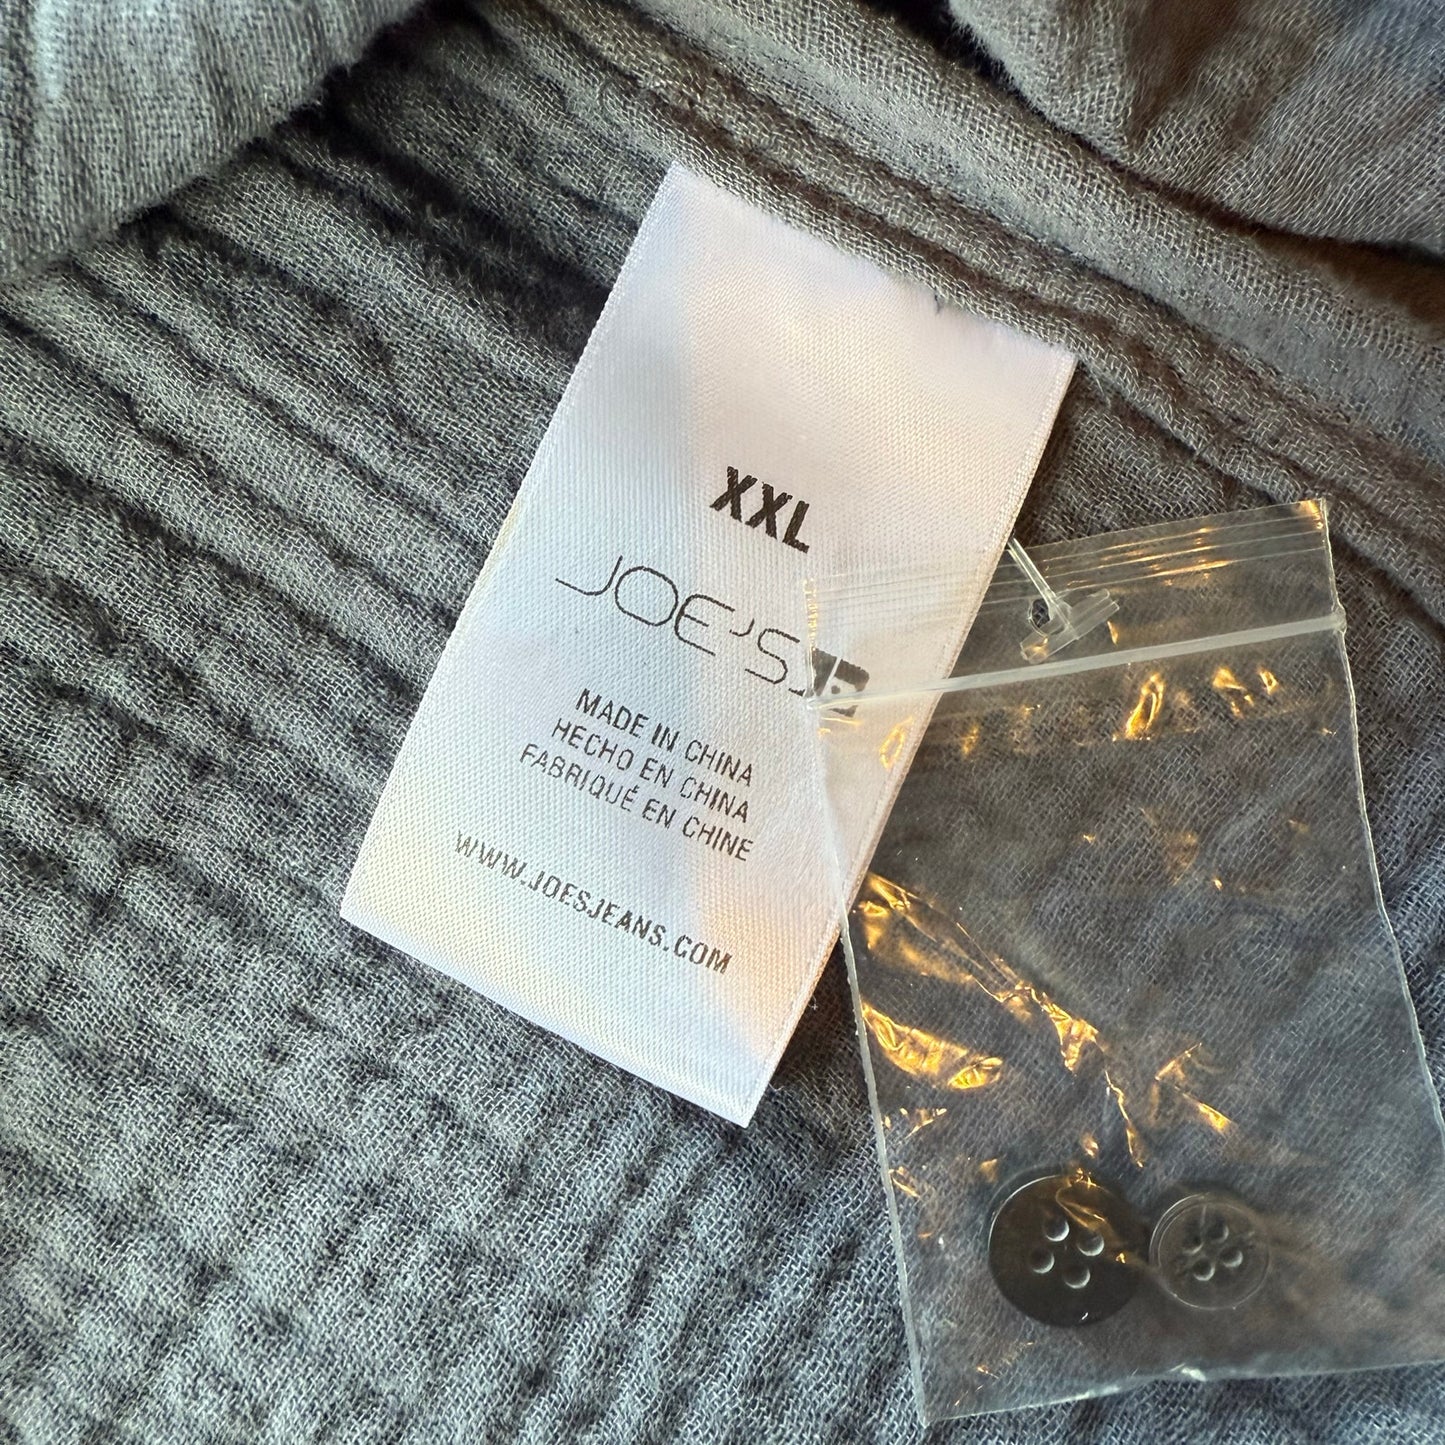 XXL
JOE'S
MADE IN CHINA
HECHO EN CHINA
FABRIQUÉ EN CHINE
WWW.JOESJEANS.COM